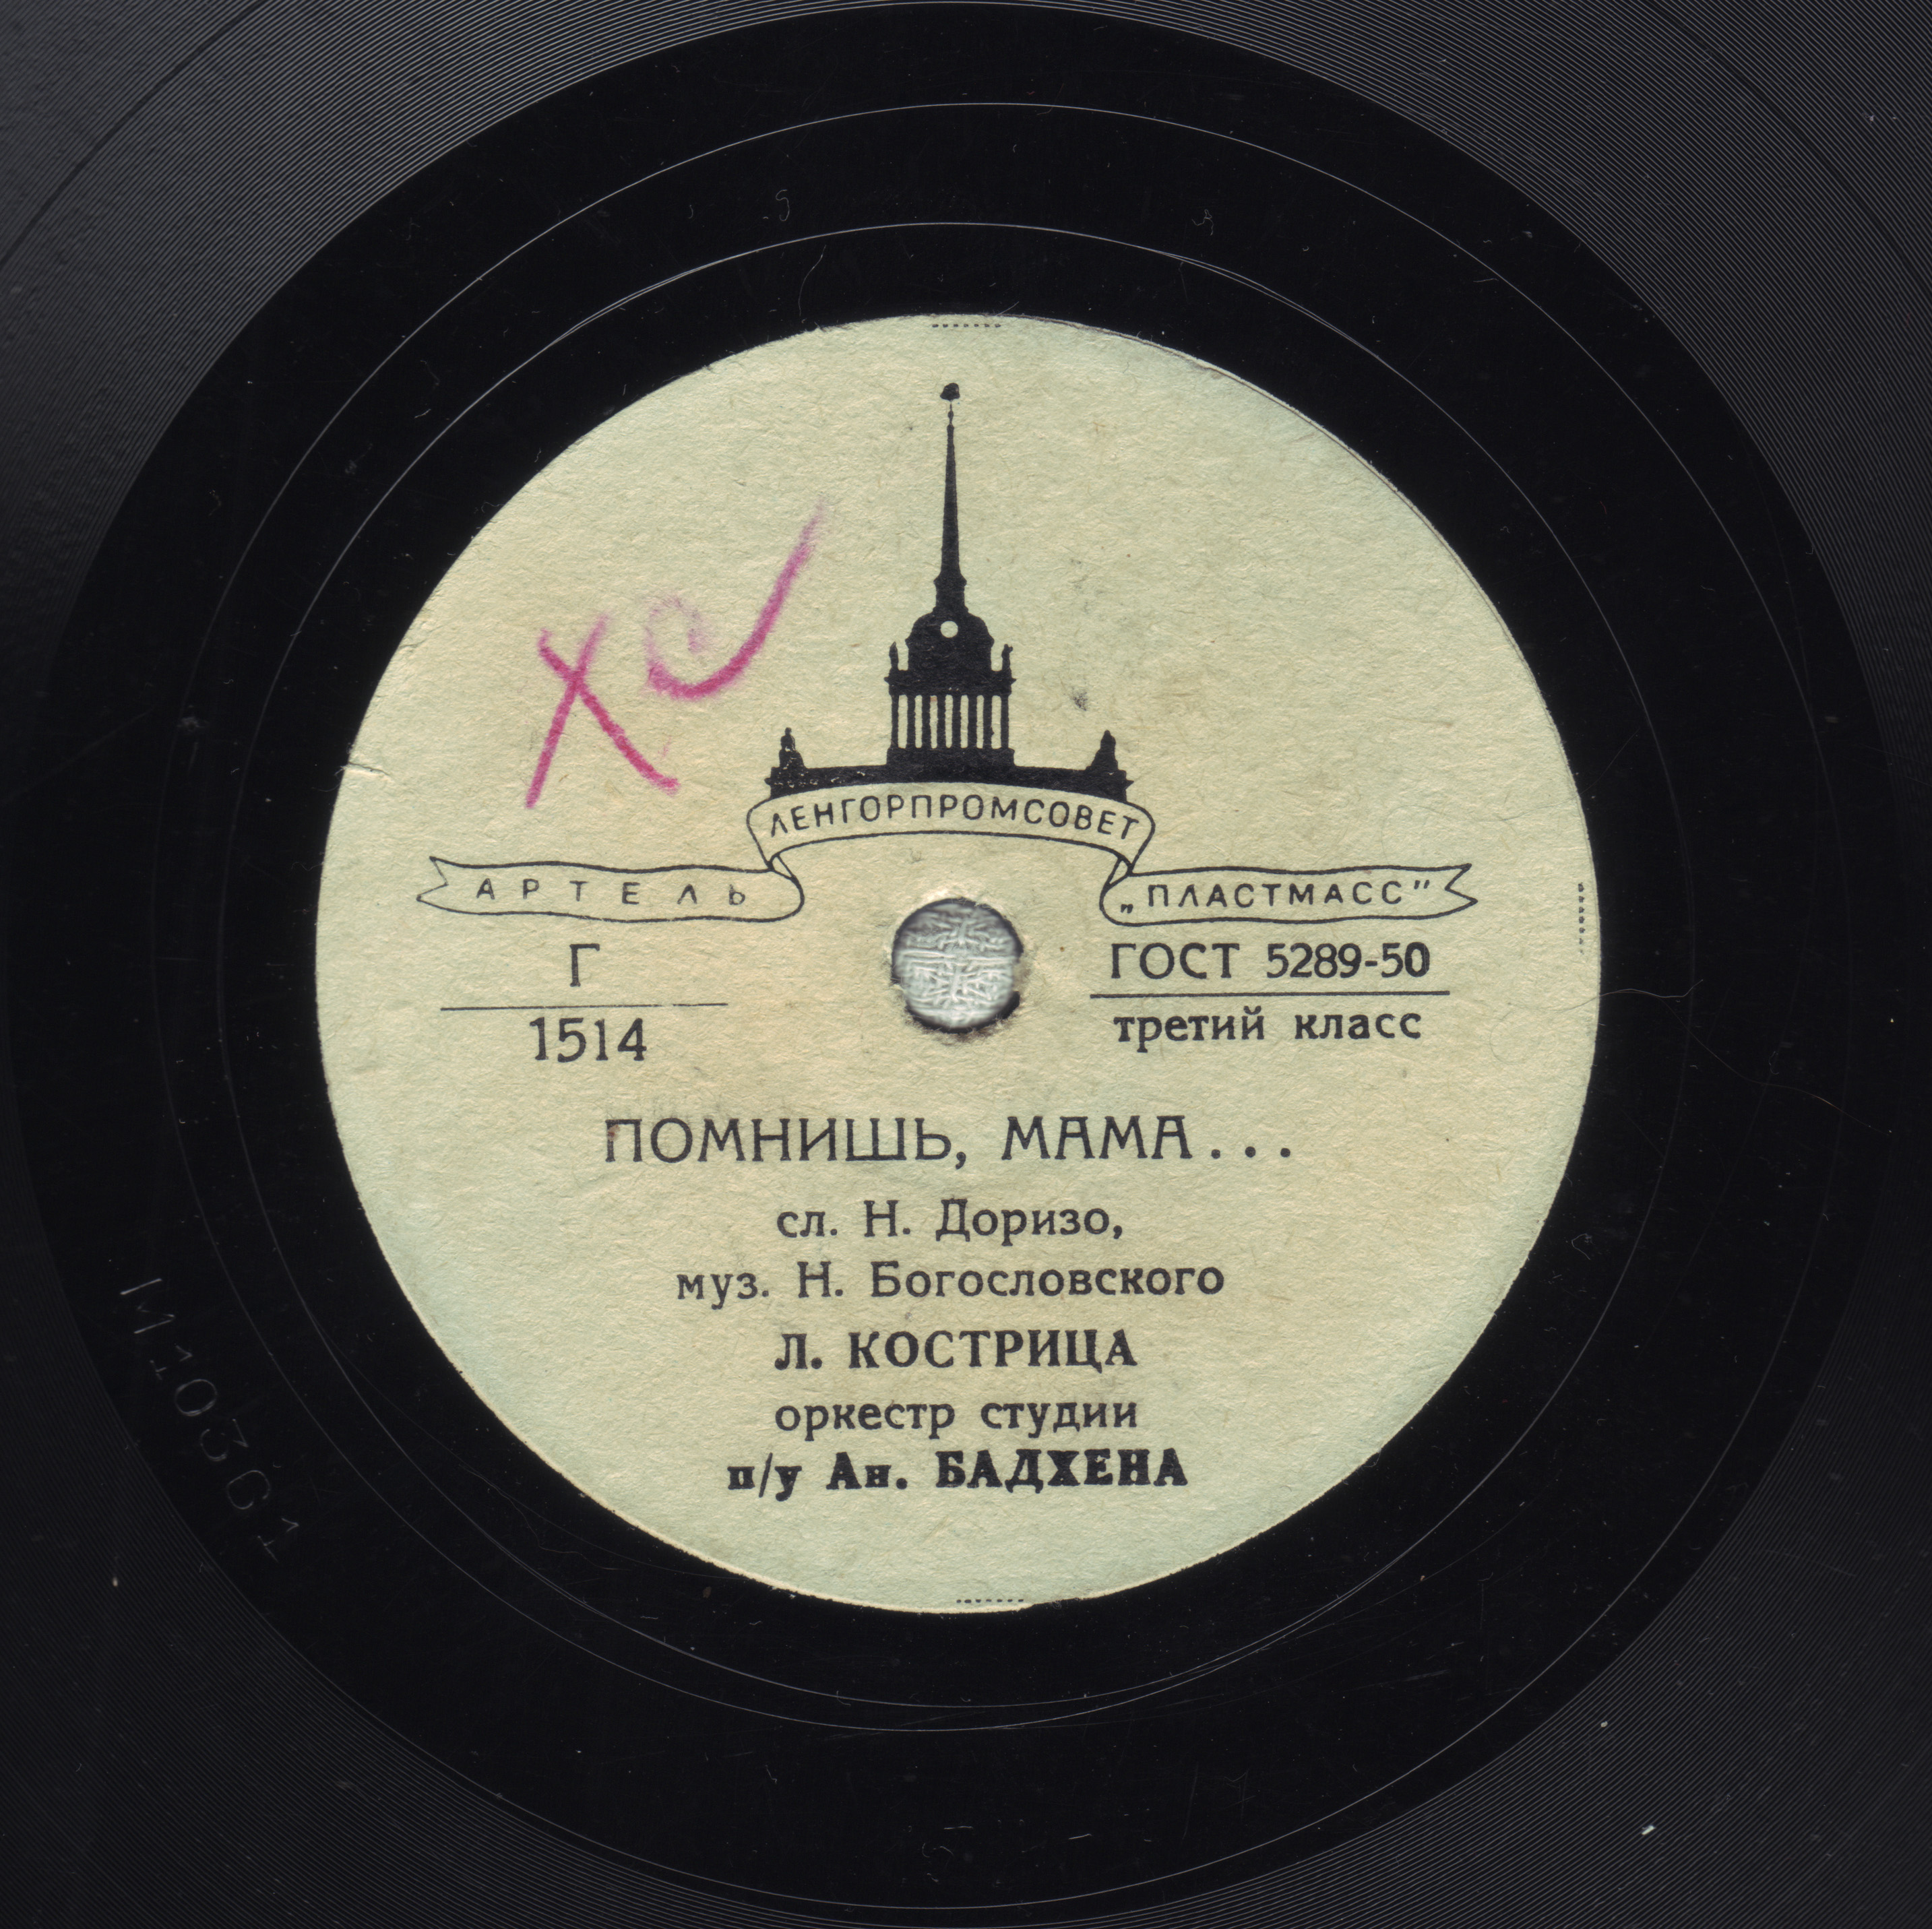 ЛЕНГОРПРОМСОВЕТ
АРТЕЛЬ „ПЛАСТМАСС"
Г
1514
ГОСТ 5289-50
третий класс
ПОМНИШЬ, МАМА...
сл. Н. Доризо,
муз. Н. Богословского
Л. КОСТРИЦА
оркестр студии
п/у Ан. БАДХЕНА